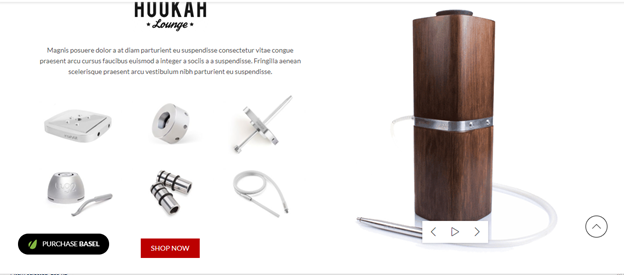 HOOKAH
Lounge
Magnis posuere dolor a at diam parturient eu suspendisse consectetur vitae congue
praesent arcu cursus faucibus euismod a integer a sociis a a suspendisse. Fringilla aenean
scelerisque praesent arcu vestibulum nibh parturient eu suspendisse.
PURCHASE BASEL
SHOP NOW